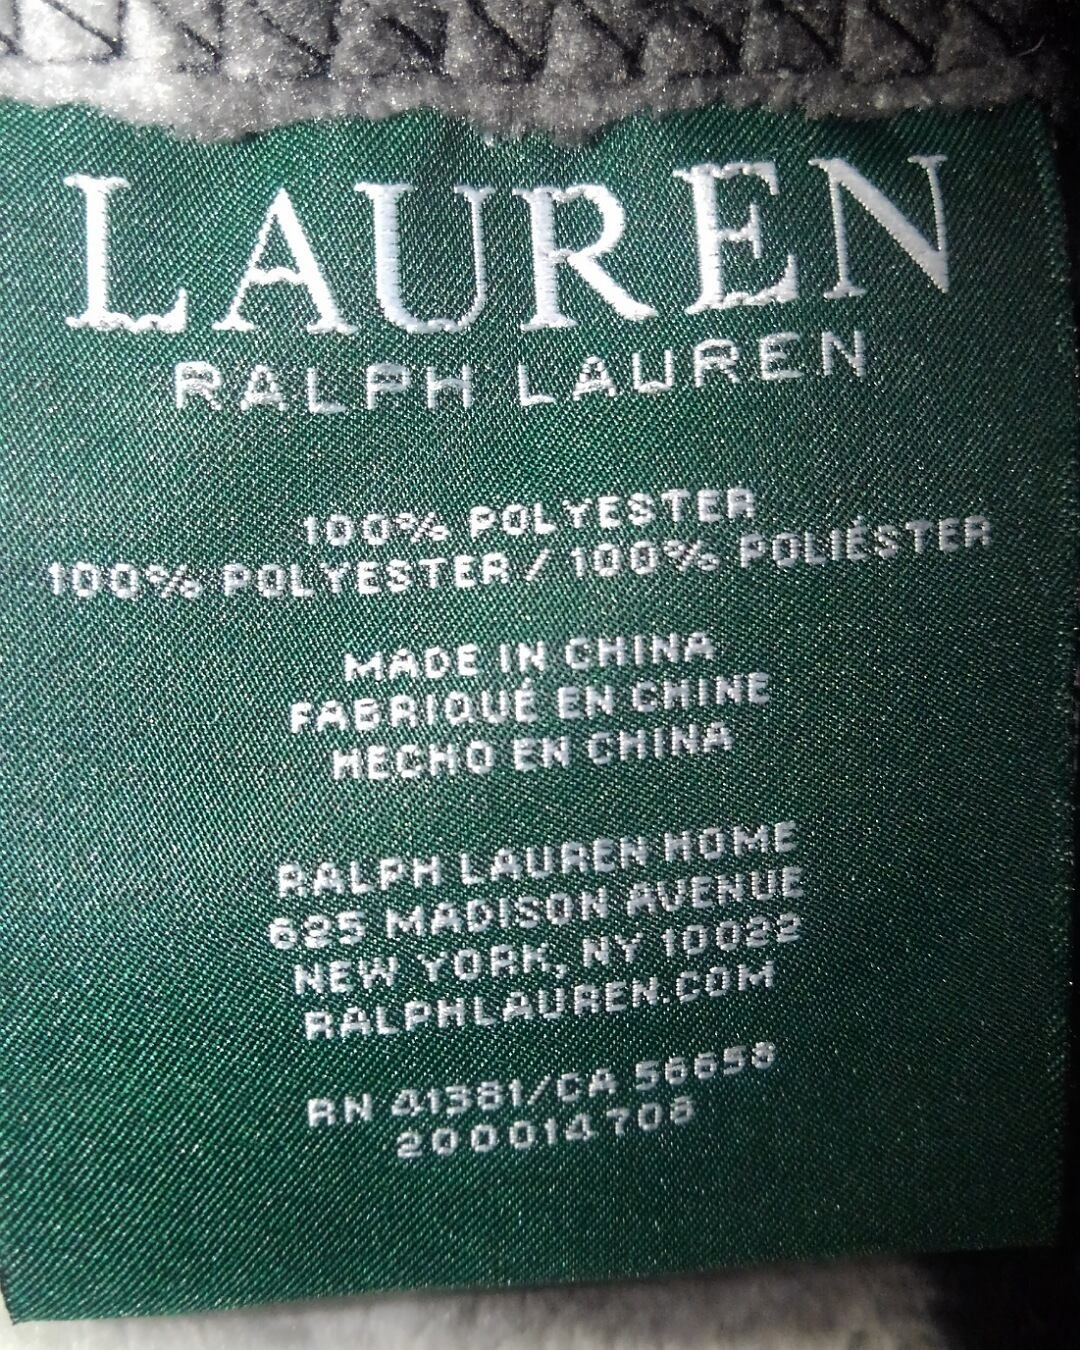 LAUREN
RALPH LAUREN
100% POLYESTER
100% POLYESTER / 100% POLIÉSTER
MADE IN CHINA
FABRIQUÉ EN CHINE
HECHO EN CHINA
RALPH LAUREN HOME
625 MADISON AVENUE
NEW YORK, NY 10022
RALPHLAUREN.COM
RN 41381/CA 56658
200014708